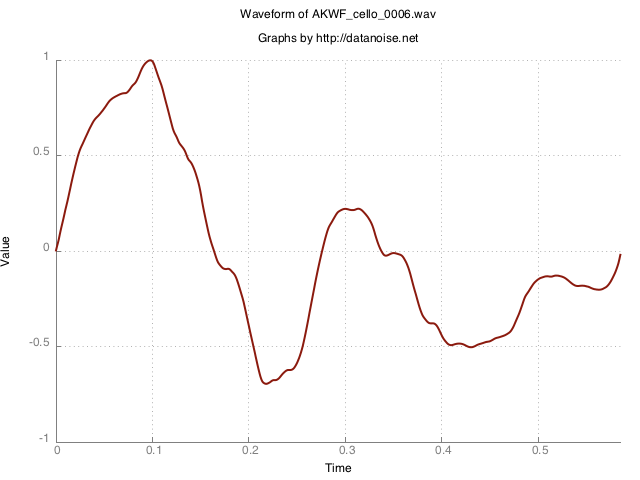 Waveform of AKWF_cello_0006.wav
Graphs by http://datanoise.net
1
0.5
0
-0.5
-1
Value
0 0.1 0.2 0.3 0.4 0.5
Time